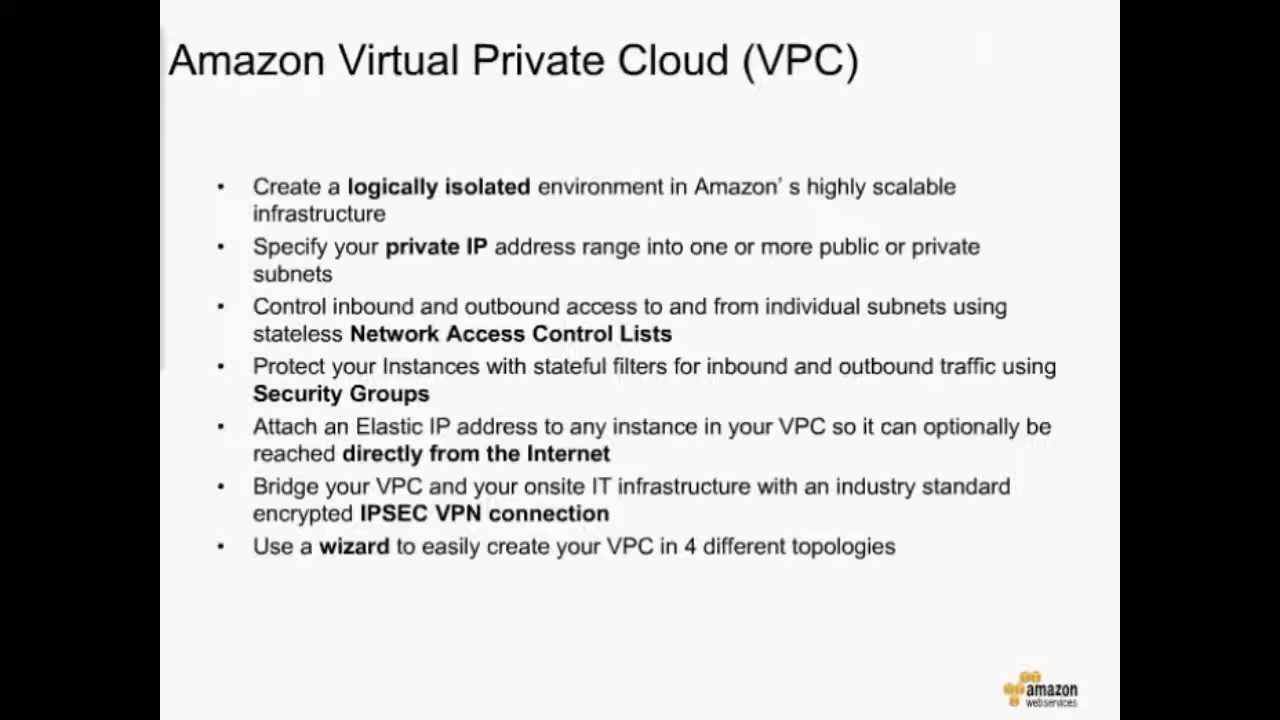 Amazon Virtual Private Cloud (VPC)
• Create a logically isolated environment in Amazon’ s highly scalable
infrastructure
• Specify your private IP address range into one or more public or private
subnets
• Control inbound and outbound access to and from individual subnets using
stateless Network Access Control Lists
• Protect your Instances with stateful filters for inbound and outbound traffic using
Security Groups
• Attach an Elastic IP address to any instance in your VPC so it can optionally be
reached directly from the Internet
• Bridge your VPC and your onsite IT infrastructure with an industry standard
encrypted IPSEC VPN connection
• Use a wizard to easily create your VPC in 4 different topologies
amazon
webservices